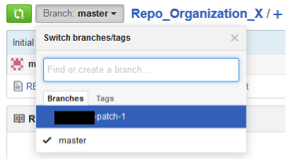 Branch: master
Repo_Organization_X / +
Initial
Switch branches/tags
m
Find or create a branch...
RE
Branches Tags
-patch-1
R
master